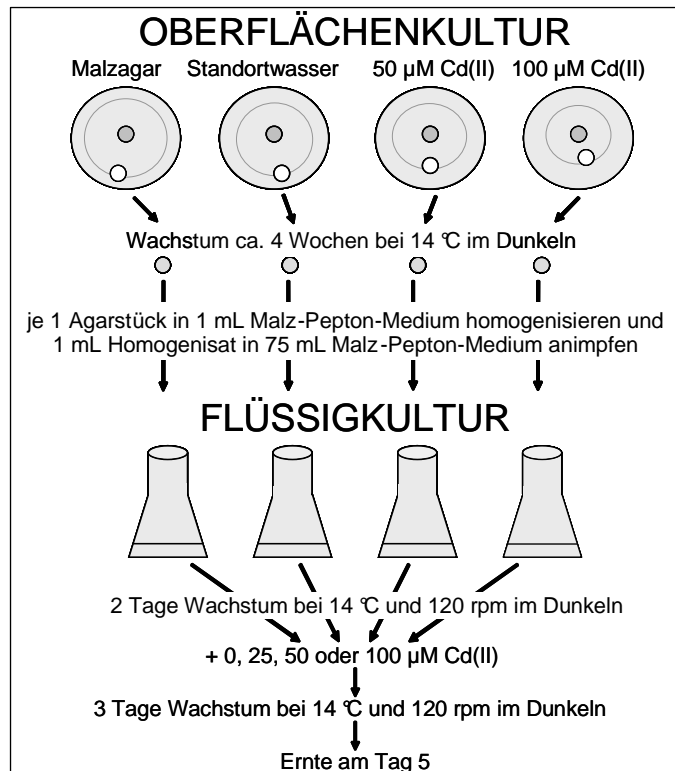 OBERFLÄCHENKULTUR
Malzagar Standortwasser 50 µM Cd(II) 100 µM Cd(II)
Wachstum ca. 4 Wochen bei 14 °C im Dunkeln
je 1 Agarstück in 1 mL Malz-Pepton-Medium homogenisieren und
1 mL Homogenisat in 75 mL Malz-Pepton-Medium animpfen
FLÜSSIGKULTUR
2 Tage Wachstum bei 14 °C und 120 rpm im Dunkeln
+ 0, 25, 50 oder 100 µM Cd(II)
3 Tage Wachstum bei 14 °C und 120 rpm im Dunkeln
Ernte am Tag 5